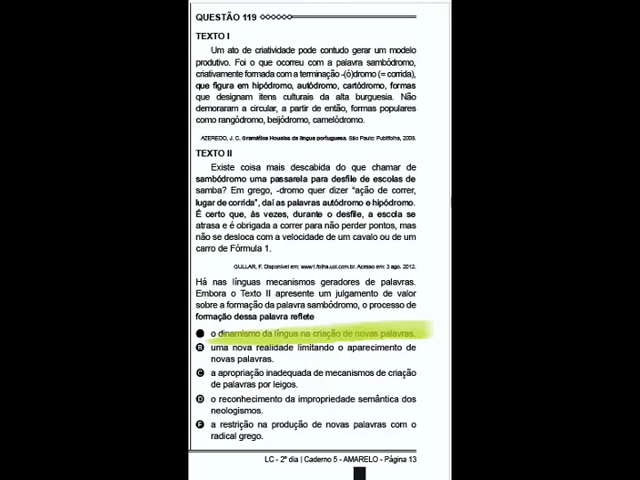 QUESTÃO 119
TEXTO I
Um ato de criatividade pode contudo gerar um modelo
produtivo. Foi o que ocorreu com a palavra sambódromo,
criativamente formada com a terminação -(ó)dromo (= corrida),
que figura em hipódromo, autódromo, cartódromo, formas
que designam itens culturais da alta burguesia. Não
demoraram a circular, a partir de então, formas populares
como rangódromo, beijódromo, camelódromo.
AZEREDO, J. C. Gramática Houaiss da língua portuguesa. São Paulo: Publifolha, 2008.
TEXTO II
Existe coisa mais descabida do que chamar de
sambódromo uma passarela para desfile de escolas de
samba? Em grego, -dromo quer dizer “ação de correr,
lugar de corrida”, daí as palavras autódromo e hipódromo.
É certo que, às vezes, durante o desfile, a escola se
atrasa e é obrigada a correr para não perder pontos, mas
não se desloca com a velocidade de um cavalo ou de um
carro de Fórmula 1.
GULLAR, F. Disponível em: www1.folha.uol.com.br. Acesso em: 3 ago. 2012.
Há nas línguas mecanismos geradores de palavras.
Embora o Texto II apresente um julgamento de valor
sobre a formação da palavra sambódromo, o processo de
formação dessa palavra reflete
o dinamismo da língua na criação de novas palavras.
B uma nova realidade limitando o aparecimento de
novas palavras.
C a apropriação inadequada de mecanismos de criação
de palavras por leigos.
D o reconhecimento da impropriedade semântica dos
neologismos.
E a restrição na produção de novas palavras com o
radical grego.
LC - 2º dia | Caderno 5 - AMARELO - Página 13